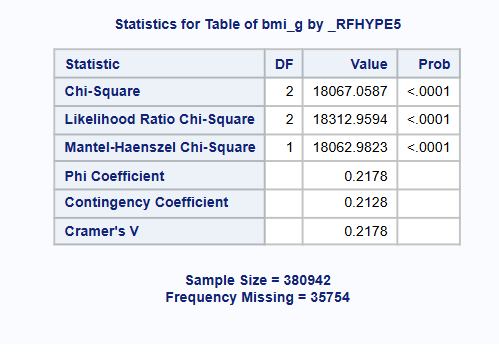 Statistics for Table of bmi_g by _RFHYPE5
Statistic DF Value Prob
Chi-Square 2 18067.0587 <.0001
Likelihood Ratio Chi-Square 2 18312.9594 <.0001
Mantel-Haenszel Chi-Square 1 18062.9823 <.0001
Phi Coefficient 0.2178
Contingency Coefficient 0.2128
Cramer's V 0.2178
Sample Size = 380942
Frequency Missing = 35754